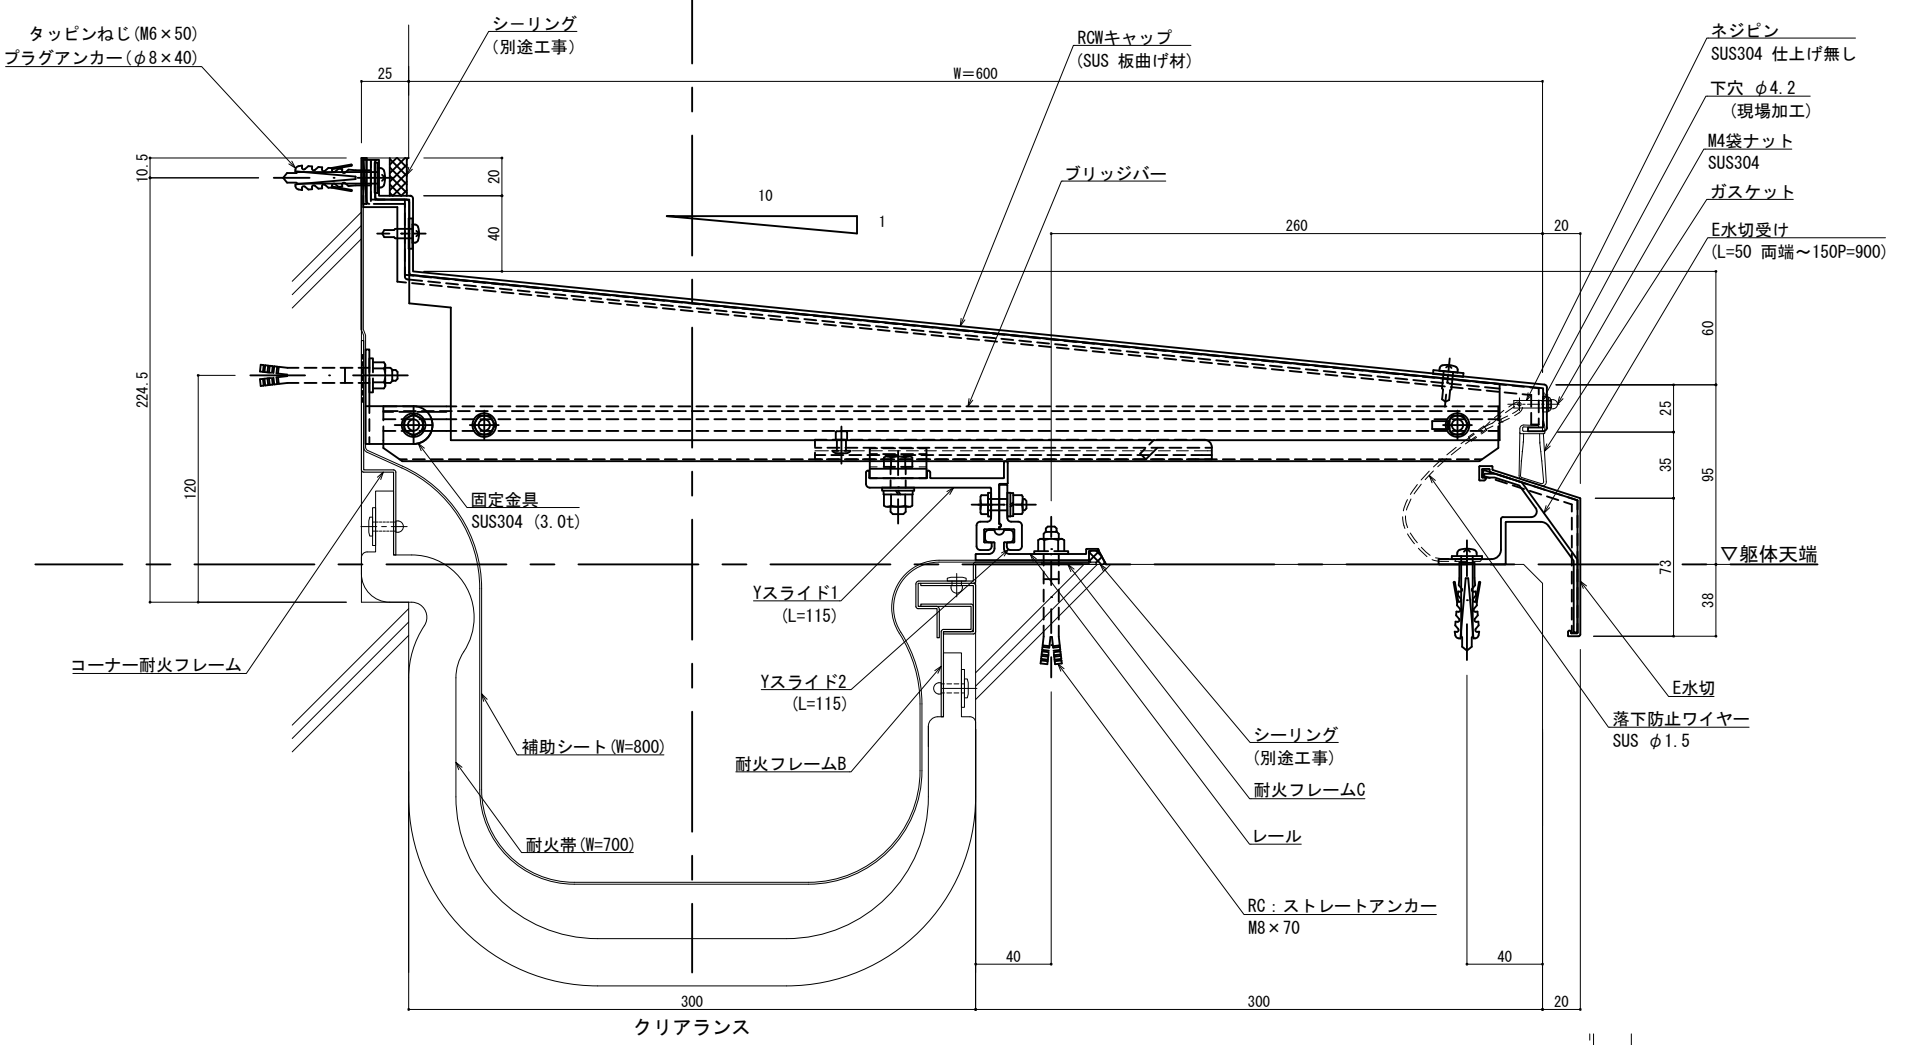 タッピンねじ(M6×50)
プラグアンカー(φ8×40)
シーリング
(別途工事)
RCWキャップ
(SUS 板曲げ材)
ネジピン
SUS304 仕上げ無し
下穴 φ4.2
(現場加工)
M4袋ナット
SUS304
ガスケット
E水切受け
(L=50 両端～150P=900)
25
W=600
10.5
20
40
10
1
ブリッジバー
260
20
60
224.5
25
120
35
95
固定金具
SUS304 (3.0t)
▽躯体天端
73
38
Yスライド1
(L=115)
コーナー耐火フレーム
Yスライド2
(L=115)
E水切
落下防止ワイヤー
SUS φ1.5
補助シート(W=800)
シーリング
(別途工事)
耐火フレームB
耐火フレームC
耐火帯(W=700)
レール
RC：ストレートアンカー
M8×70
40
40
300
300
20
クリアランス